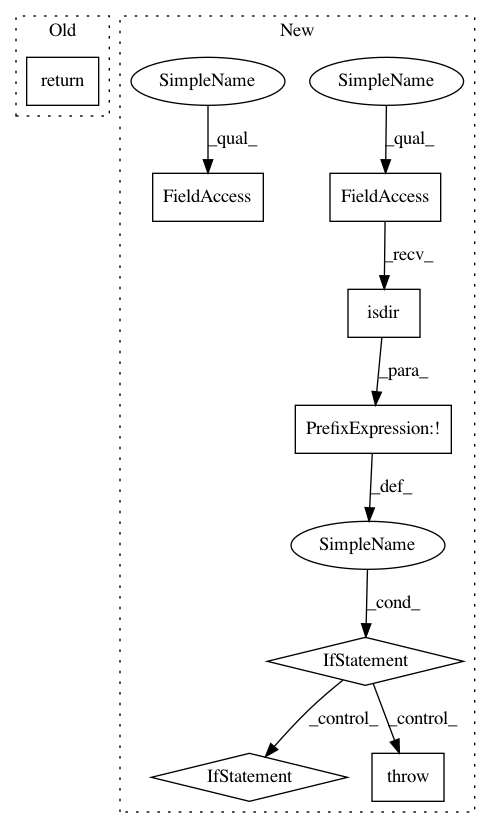 Old
New
return
SimpleName
SimpleName
_qual_
_qual_
FieldAccess
FieldAccess
_recv_
isdir
_para_
PrefixExpression:!
_def_
SimpleName
_cond_
IfStatement
_control_
_control_
IfStatement
throw